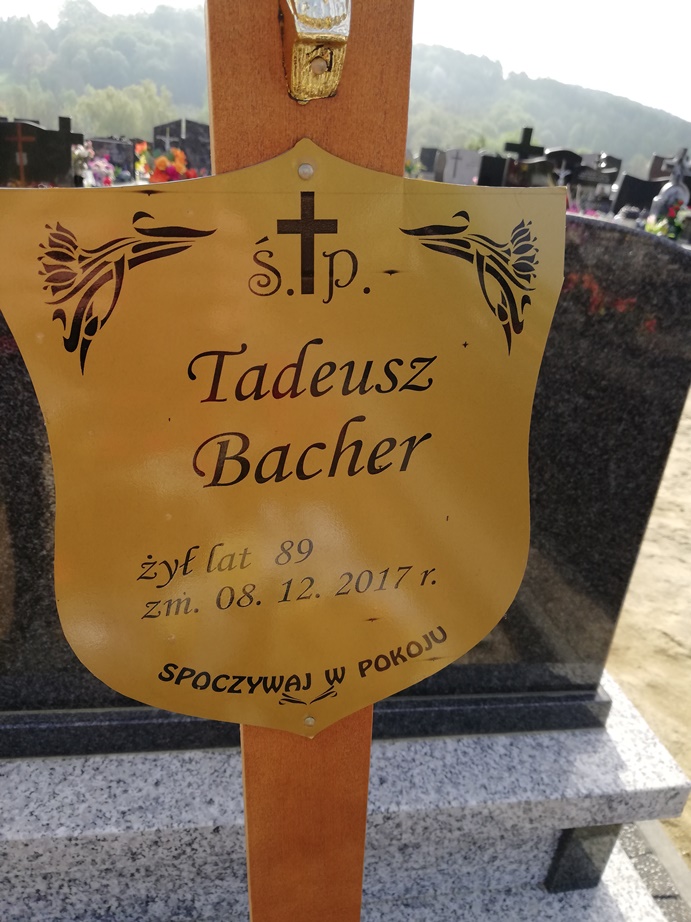 ś. p.
Tadeusz
Bacher
żył lat 89
zm. 08. 12. 2017 r.
SPOCZYWAJ W POKOJU